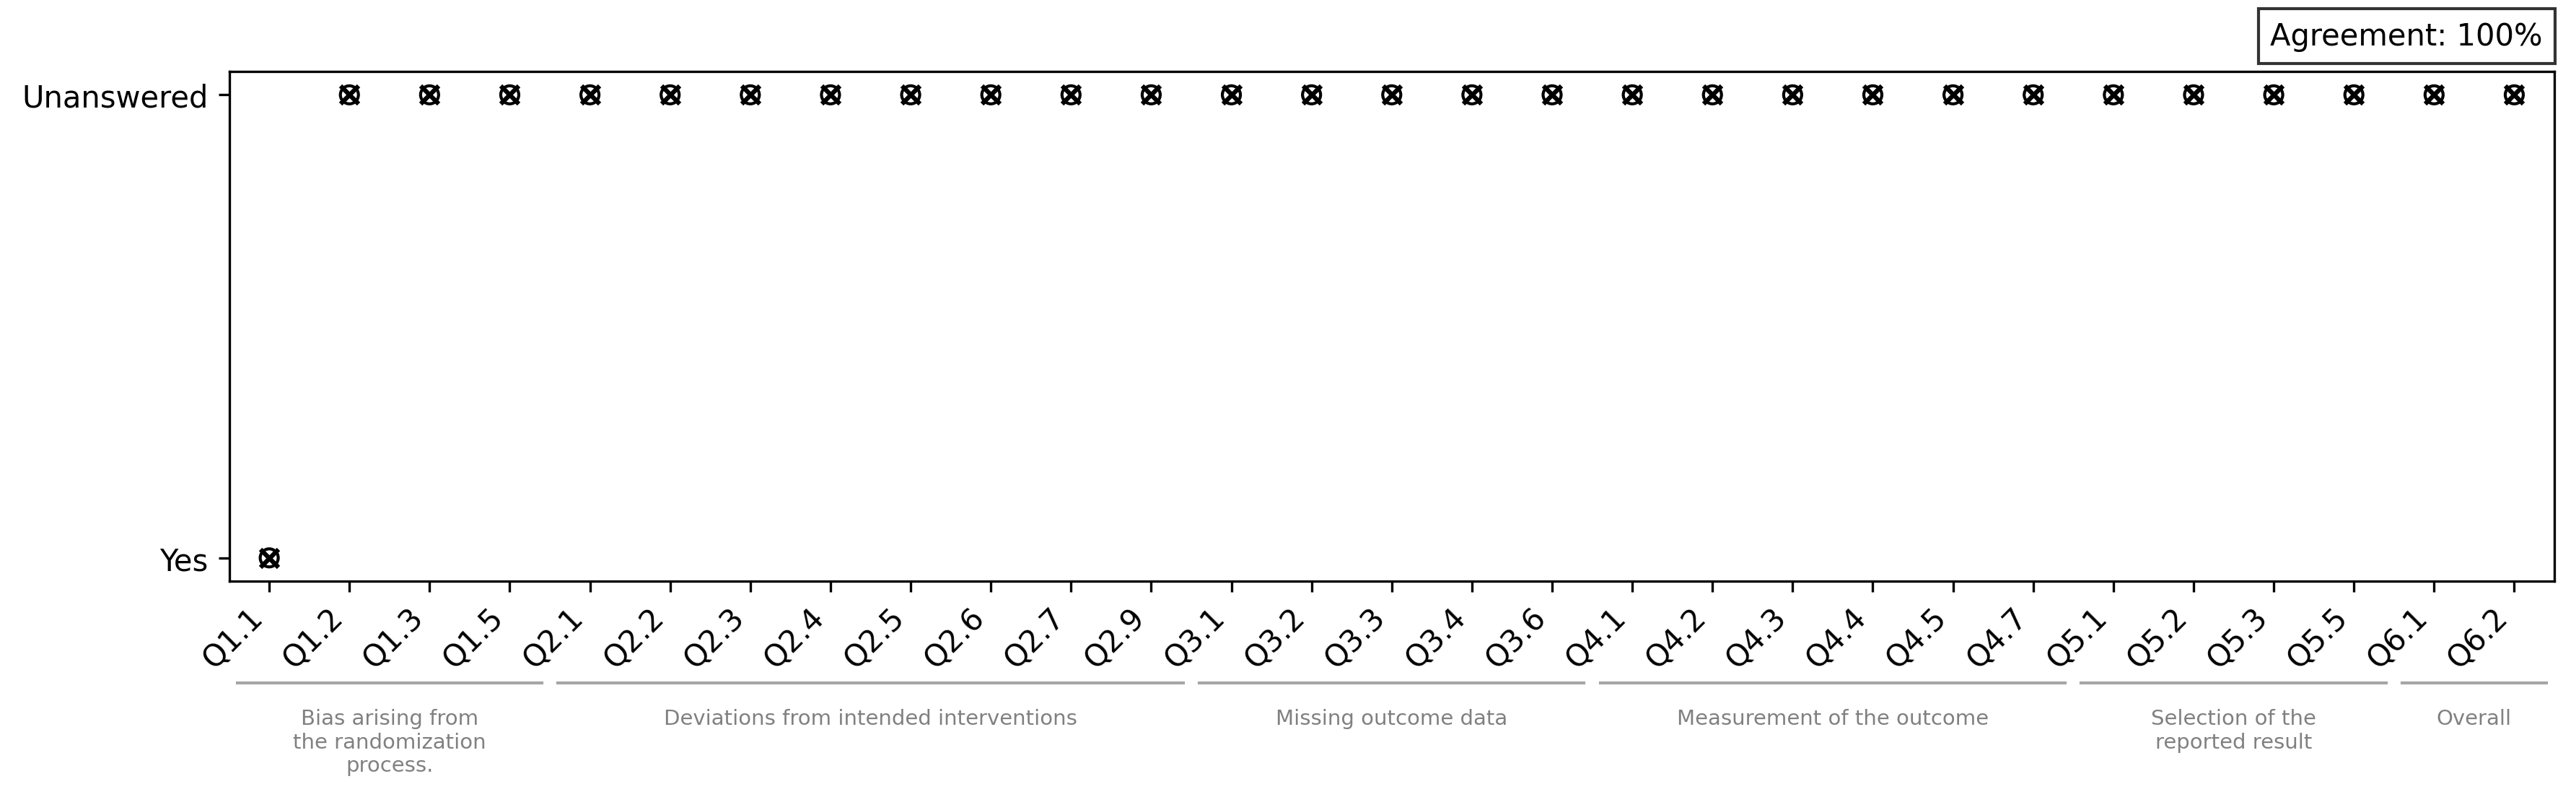 Agreement: 100%
Unanswered
Yes
Q1.1 Q1.2 Q1.3 Q1.5 Q2.1 Q2.2 Q2.3 Q2.4 Q2.5 Q2.6 Q2.7 Q2.9 Q3.1 Q3.2 Q3.3 Q3.4 Q3.6 Q4.1 Q4.2 Q4.3 Q4.4 Q4.5 Q4.7 Q5.1 Q5.2 Q5.3 Q5.5 Q6.1 Q6.2
Bias arising from
the randomization
process.
Deviations from intended interventions
Missing outcome data
Measurement of the outcome
Selection of the
reported result
Overall